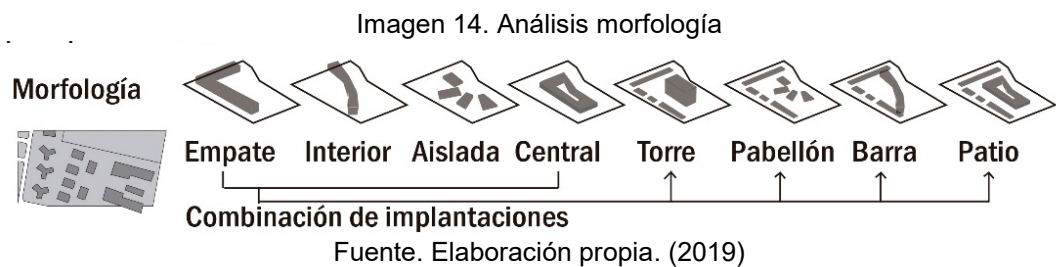 Imagen 14. Análisis morfología
Morfología
Empate Interior Aislada Central Torre Pabellón Barra Patio
Combinación de implantaciones
Fuente. Elaboración propia. (2019)